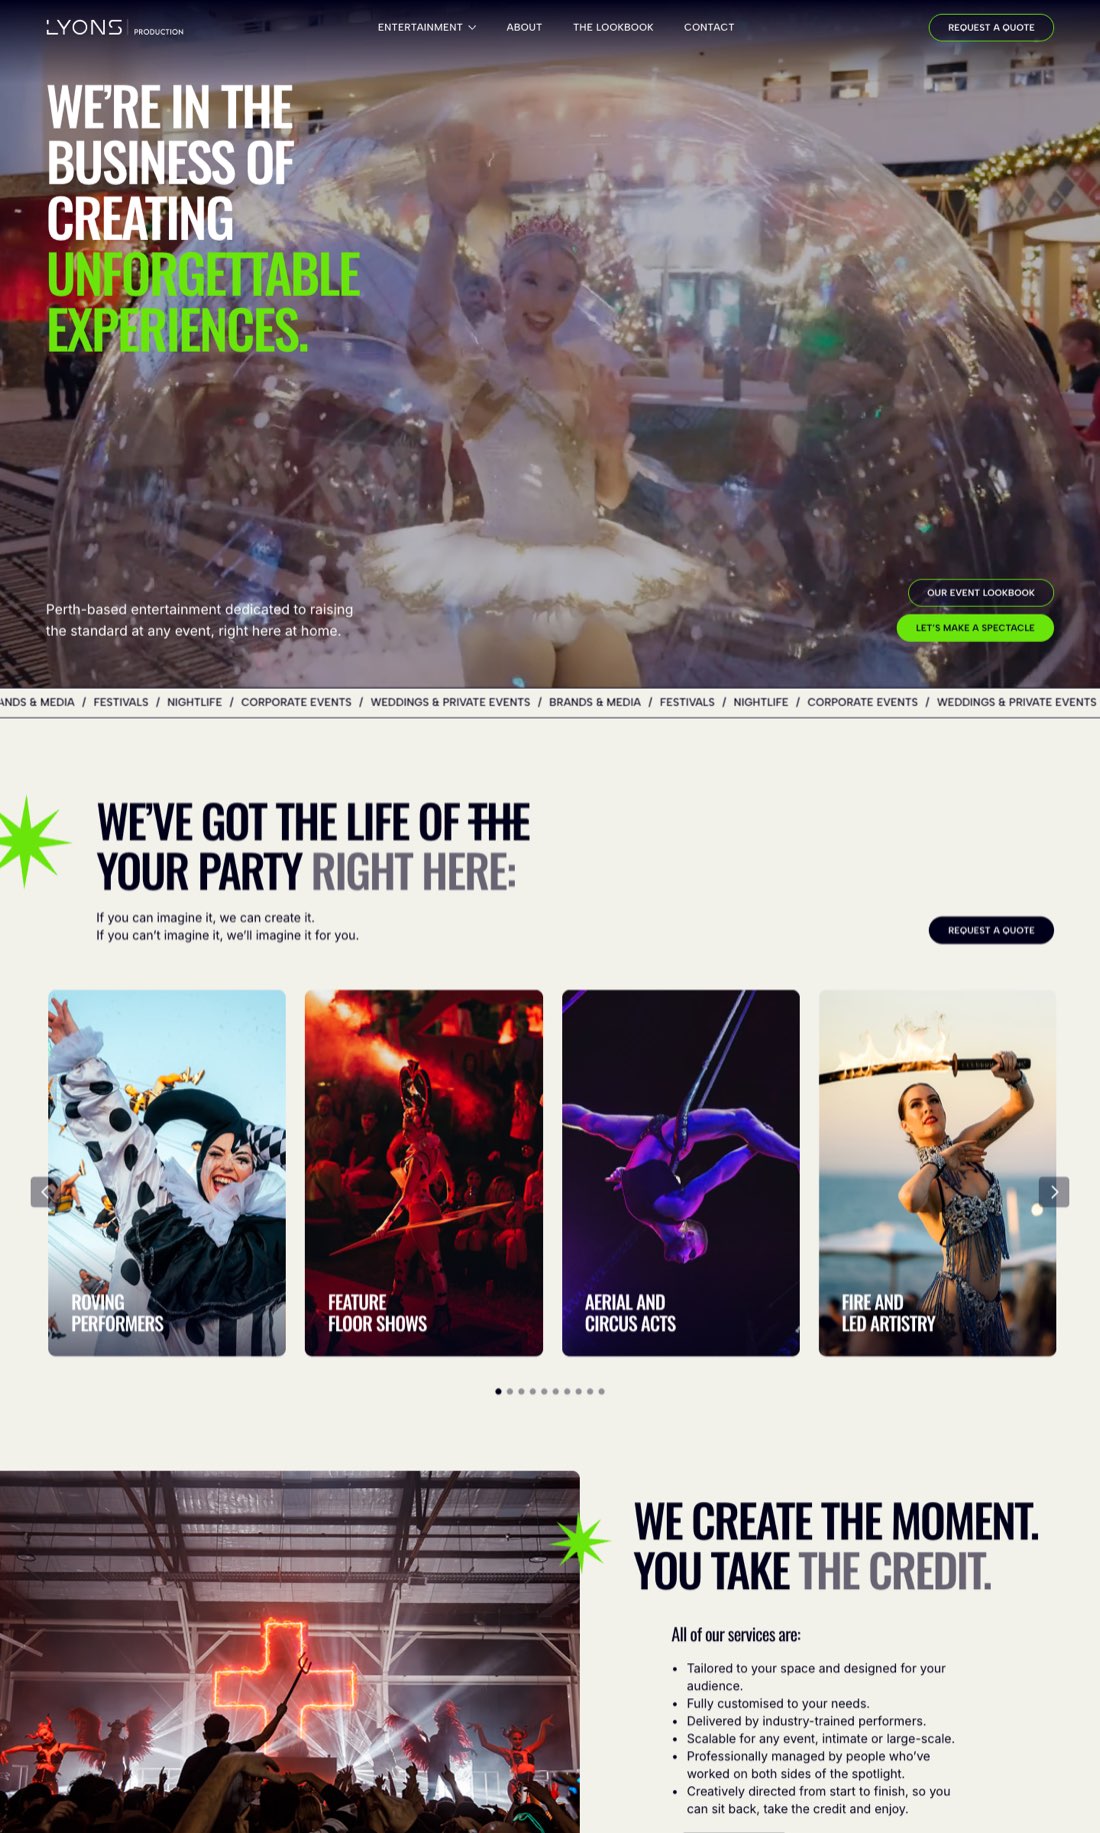 LYONS PRODUCTION
ENTERTAINMENT
ABOUT
THE LOOKBOOK
CONTACT
REQUEST A QUOTE
WE'RE IN THE
BUSINESS OF
CREATING
UNFORGETTABLE
EXPERIENCES.
Perth-based entertainment dedicated to raising
the standard at any event, right here at home.
OUR EVENT LOOKBOOK
LET'S MAKE A SPECTACLE
ANDS & MEDIA / FESTIVALS / NIGHTLIFE / CORPORATE EVENTS / WEDDINGS & PRIVATE EVENTS / BRANDS & MEDIA / FESTIVALS / NIGHTLIFE / CORPORATE EVENTS / WEDDINGS & PRIVATE EVENTS
WE'VE GOT THE LIFE OF THE
YOUR PARTY RIGHT HERE:
If you can imagine it, we can create it.
If you can't imagine it, we'll imagine it for you.
REQUEST A QUOTE
ROVING
PERFORMERS
FEATURE
FLOOR SHOWS
AERIAL AND
CIRCUS ACTS
FIRE AND
LED ARTISTRY
WE CREATE THE MOMENT.
YOU TAKE THE CREDIT.
All of our services are:
• Tailored to your space and designed for your
audience.
• Fully customised to your needs.
• Delivered by industry-trained performers.
• Scalable for any event, intimate or large-scale.
• Professionally managed by people who've
worked on both sides of the spotlight.
• Creatively directed from start to finish, so you
can sit back, take the credit and enjoy.